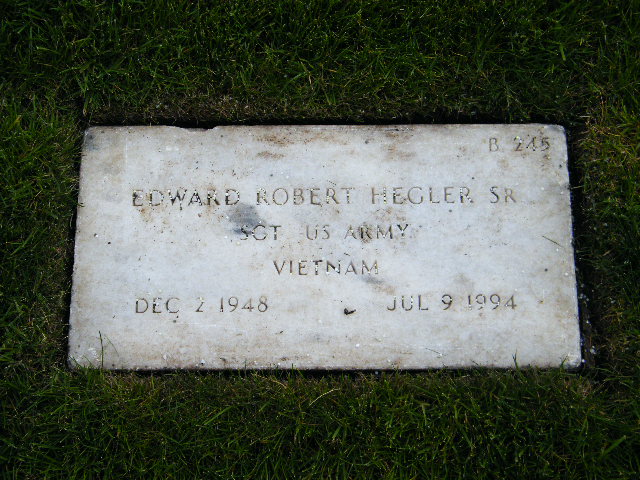 B 245
EDWARD ROBERT HEGLER SR
SGT US ARMY
VIETNAM
DEC 2 1948 JUL 9 1994